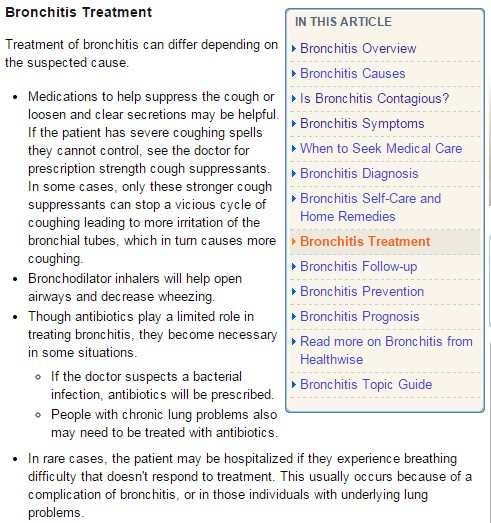 Bronchitis Treatment
Treatment of bronchitis can differ depending on
the suspected cause.
Medications to help suppress the cough or
loosen and clear secretions may be helpful.
If the patient has severe coughing spells
they cannot control, see the doctor for
prescription strength cough suppressants.
In some cases, only these stronger cough
suppressants can stop a vicious cycle of
coughing leading to more irritation of the
bronchial tubes, which in turn causes more
coughing.
Bronchodilator inhalers will help open
airways and decrease wheezing.
Though antibiotics play a limited role in
treating bronchitis, they become necessary
in some situations.
If the doctor suspects a bacterial
infection, antibiotics will be prescribed.
People with chronic lung problems also
may need to be treated with antibiotics.
In rare cases, the patient may be hospitalized if they experience breathing
difficulty that doesn't respond to treatment. This usually occurs because of a
complication of bronchitis, or in those individuals with underlying lung
problems.
IN THIS ARTICLE
Bronchitis Overview
Bronchitis Causes
Is Bronchitis Contagious?
Bronchitis Symptoms
When to Seek Medical Care
Bronchitis Diagnosis
Bronchitis Self-Care and
Home Remedies
Bronchitis Treatment
Bronchitis Follow-up
Bronchitis Prevention
Bronchitis Prognosis
Read more on Bronchitis from
Healthwise
Bronchitis Topic Guide